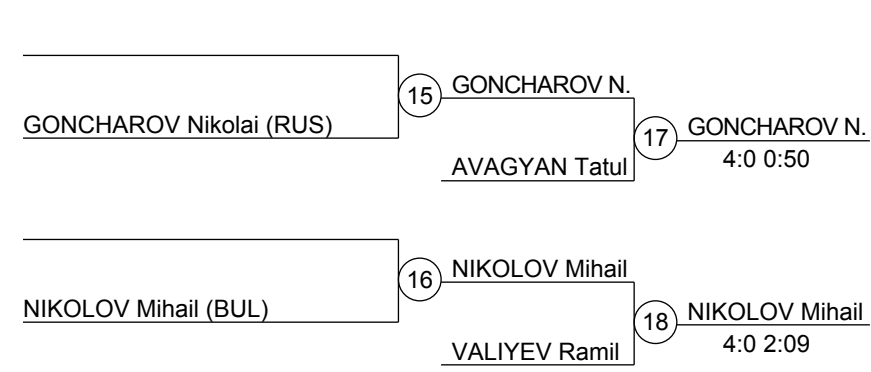 15 GONCHAROV N.
GONCHAROV Nikolai (RUS)
17 GONCHAROV N.
4:0 0:50
AVAGYAN Tatul
16 NIKOLOV Mihail
NIKOLOV Mihail (BUL)
18 NIKOLOV Mihail
4:0 2:09
VALIYEV Ramil